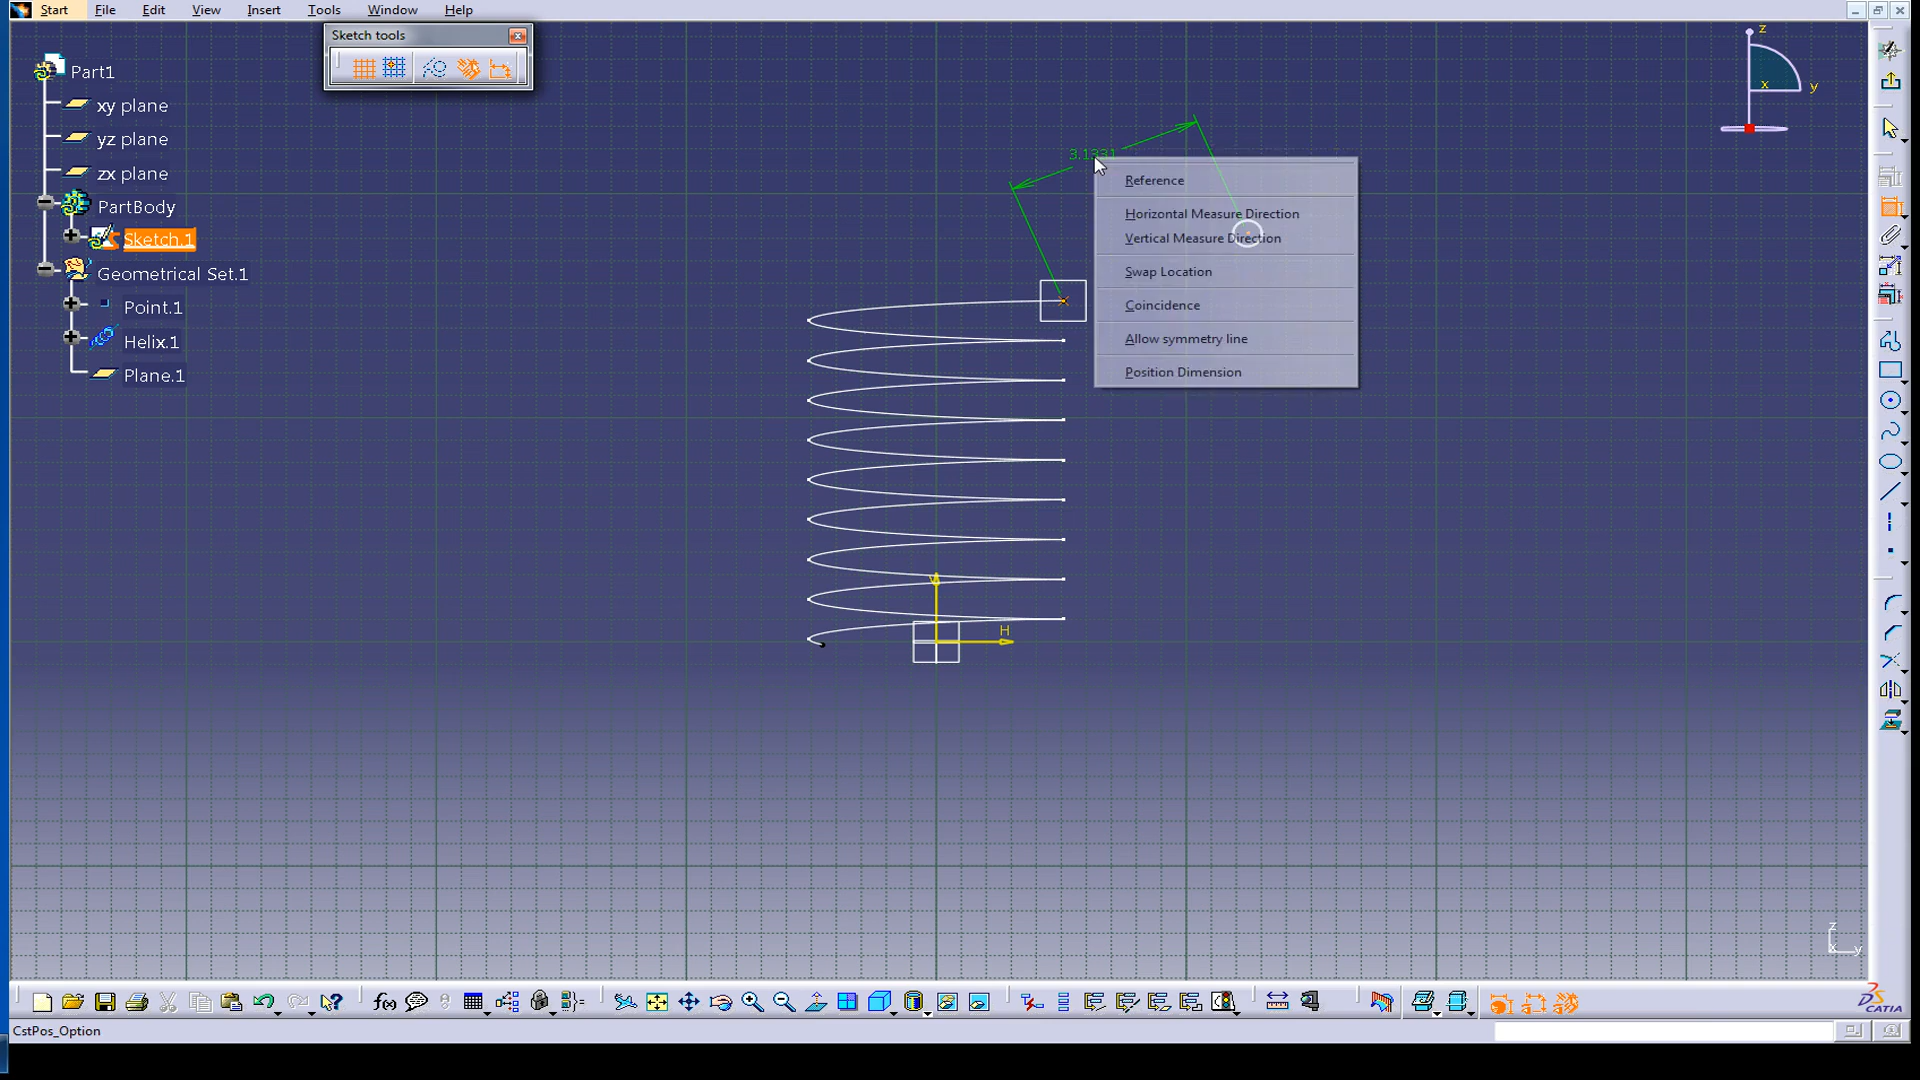 Start File Edit View Insert Tools Window Help
Sketch tools
z
x
y
Part1
xy plane
yz plane
zx plane
PartBody
Sketch.1
Geometrical Set.1
Point.1
Helix.1
Plane.1
3.1331
Reference
Horizontal Measure Direction
Vertical Measure Direction
Swap Location
Coincidence
Allow symmetry line
Position Dimension
V
H
z
x
y
f(x)
CATIA
CstPos_Option